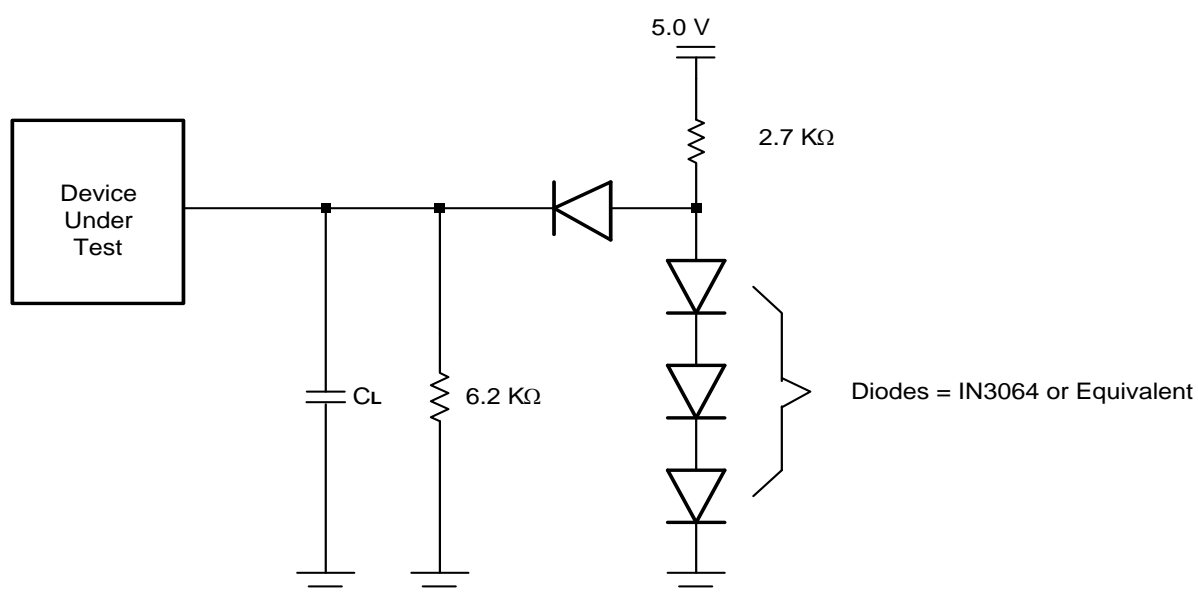 5.0 V
2.7 KΩ
Device
Under
Test
CL
6.2 KΩ
Diodes = IN3064 or Equivalent